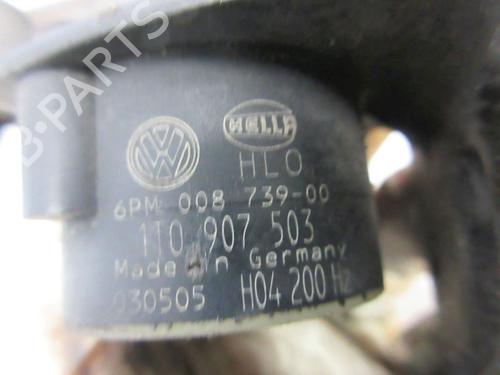 B-PARTS
HELLA
HLO
6PM 008 739-00
1T0 907 503
Made in Germany
030505 H04 200 Hz